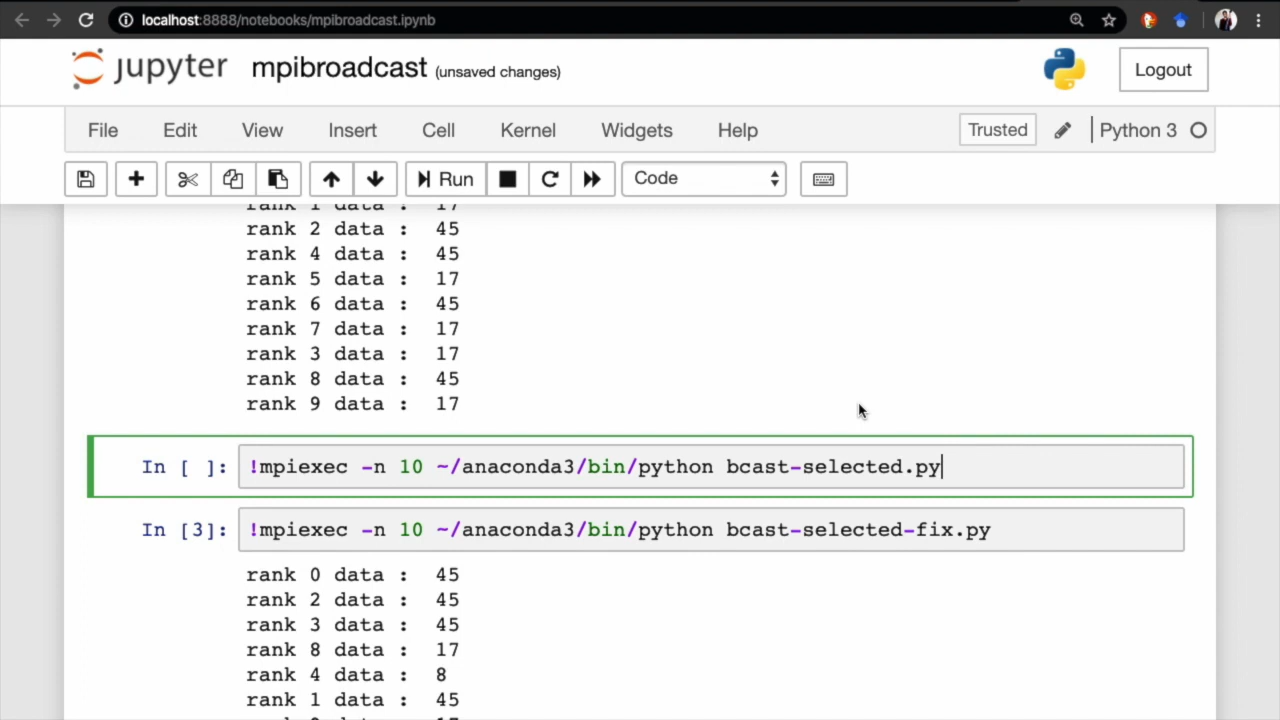 localhost:8888/notebooks/mpibroadcast.ipynb
jupyter mpibroadcast (unsaved changes) Logout
File Edit View Insert Cell Kernel Widgets Help Trusted Python 3
Run Code
rank 1 data : 17
rank 2 data : 45
rank 4 data : 45
rank 5 data : 17
rank 6 data : 45
rank 7 data : 17
rank 3 data : 17
rank 8 data : 45
rank 9 data : 17
In [ ]: !mpiexec -n 10 ~/anaconda3/bin/python bcast-selected.py
In [3]: !mpiexec -n 10 ~/anaconda3/bin/python bcast-selected-fix.py
rank 0 data : 45
rank 2 data : 45
rank 3 data : 45
rank 8 data : 17
rank 4 data : 8
rank 1 data : 45